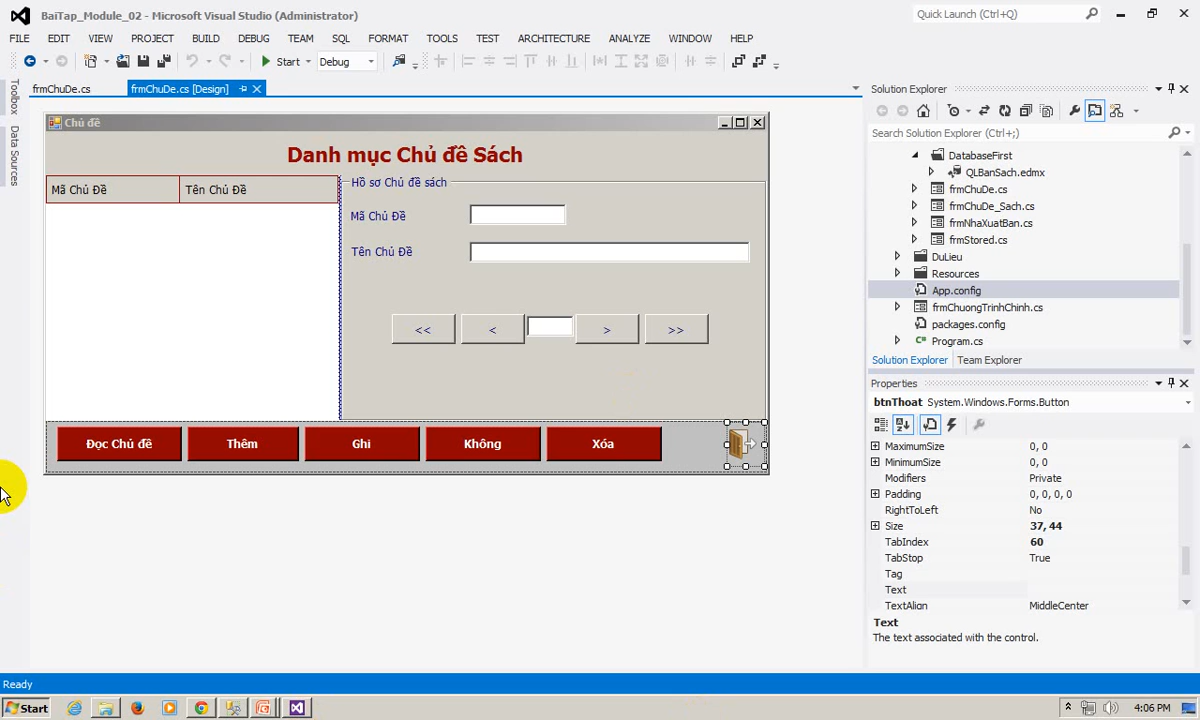 BaiTap_Module_02 - Microsoft Visual Studio (Administrator)
Quick Launch (Ctrl+Q)
FILE EDIT VIEW PROJECT BUILD DEBUG TEAM SQL FORMAT TOOLS TEST ARCHITECTURE ANALYZE WINDOW HELP
Start Debug
Toolbox
Data Sources
frmChuDe.cs
frmChuDe.cs [Design]
Chủ đề
Danh mục Chủ đề Sách
Mã Chủ Đề
Tên Chủ Đề
Hồ sơ Chủ đề sách
Mã Chủ Đề
Tên Chủ Đề
<< < > >>
Đọc Chủ đề Thêm Ghi Không Xóa
Solution Explorer
Search Solution Explorer (Ctrl+;)
DatabaseFirst
QLBanSach.edmx
frmChuDe.cs
frmChuDe_Sach.cs
frmNhaXuatBan.cs
frmStored.cs
DuLieu
Resources
App.config
frmChuongTrinhChinh.cs
packages.config
Program.cs
Solution Explorer Team Explorer
Properties
btnThoat System.Windows.Forms.Button
MaximumSize 0, 0
MinimumSize 0, 0
Modifiers Private
Padding 0, 0, 0, 0
RightToLeft No
Size 37, 44
TabIndex 60
TabStop True
Tag
Text
TextAlign MiddleCenter
Text
The text associated with the control.
Ready
Start
4:06 PM